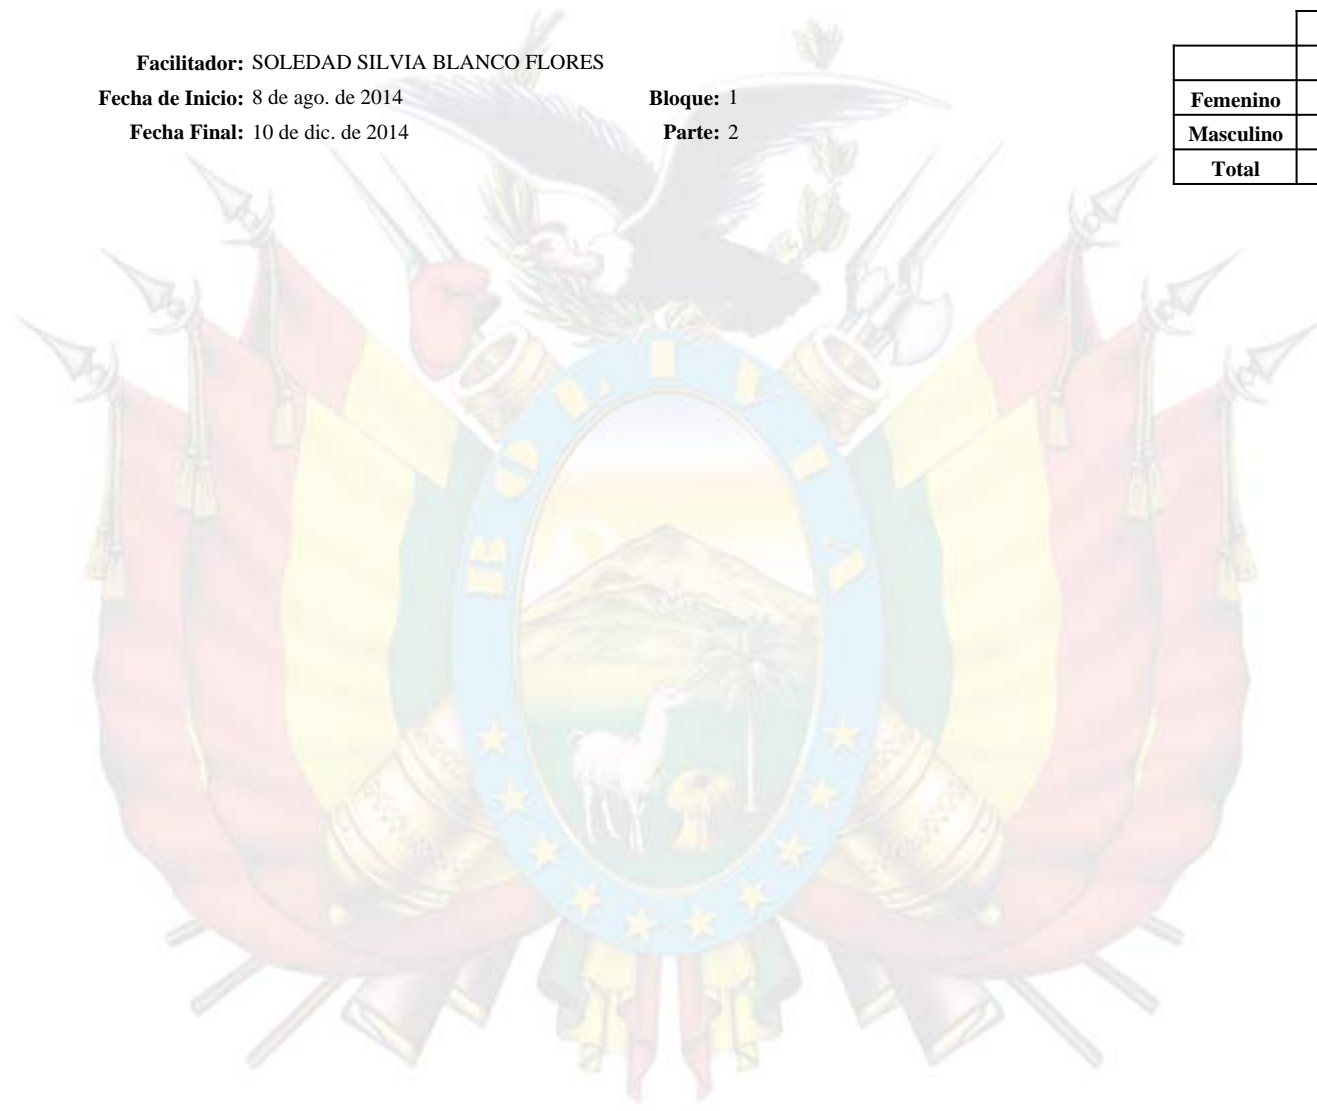 Facilitador: SOLEDAD SILVIA BLANCO FLORES
Fecha de Inicio: 8 de ago. de 2014 Bloque: 1
Fecha Final: 10 de dic. de 2014 Parte: 2
Femenino
Masculino
Total
BOLIVIA